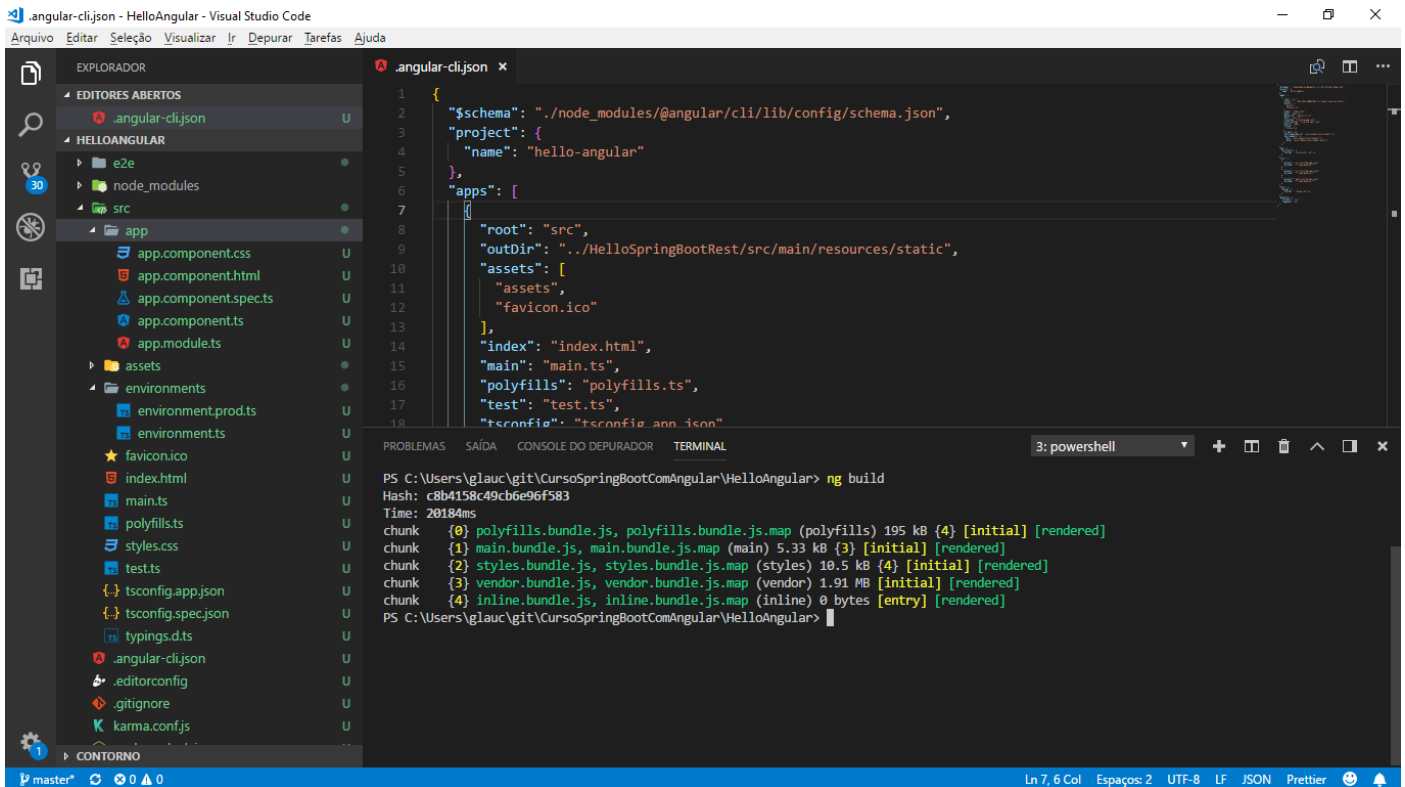 .angular-cli.json - HelloAngular - Visual Studio Code
Arquivo Editar Seleção Visualizar Ir Depurar Tarefas Ajuda
EXPLORADOR
EDITORES ABERTOS
.angular-cli.json U
HELLOANGULAR
e2e
node_modules
src
app
app.component.css U
app.component.html U
app.component.spec.ts U
app.component.ts U
app.module.ts U
assets
environments
environment.prod.ts U
environment.ts U
favicon.ico U
index.html U
main.ts U
polyfills.ts U
styles.css U
test.ts U
tsconfig.app.json U
tsconfig.spec.json U
typings.d.ts U
.angular-cli.json U
.editorconfig U
.gitignore U
karma.conf.js U
CONTORNO
30
1
.angular-cli.json ×
1 {
2 "$schema": "./node_modules/@angular/cli/lib/config/schema.json",
3 "project": {
4 "name": "hello-angular"
5 },
6 "apps": [
7 {
8 "root": "src",
9 "outDir": "../HelloSpringBootRest/src/main/resources/static",
10 "assets": [
11 "assets",
12 "favicon.ico"
13 ],
14 "index": "index.html",
15 "main": "main.ts",
16 "polyfills": "polyfills.ts",
17 "test": "test.ts",
18 "tsconfig": "tsconfig.app.json"
PROBLEMAS SAÍDA CONSOLE DO DEPURADOR TERMINAL 3: powershell
PS C:\Users\glauc\git\CursoSpringBootComAngular\HelloAngular> ng build
Hash: c8b4158c49cb6e96f583
Time: 20184ms
chunk {0} polyfills.bundle.js, polyfills.bundle.js.map (polyfills) 195 kB {4} [initial] [rendered]
chunk {1} main.bundle.js, main.bundle.js.map (main) 5.33 kB {3} [initial] [rendered]
chunk {2} styles.bundle.js, styles.bundle.js.map (styles) 10.5 kB {4} [initial] [rendered]
chunk {3} vendor.bundle.js, vendor.bundle.js.map (vendor) 1.91 MB [initial] [rendered]
chunk {4} inline.bundle.js, inline.bundle.js.map (inline) 0 bytes [entry] [rendered]
PS C:\Users\glauc\git\CursoSpringBootComAngular\HelloAngular>
master* 0 0 Ln 7, 6 Col Espaços: 2 UTF-8 LF JSON Prettier